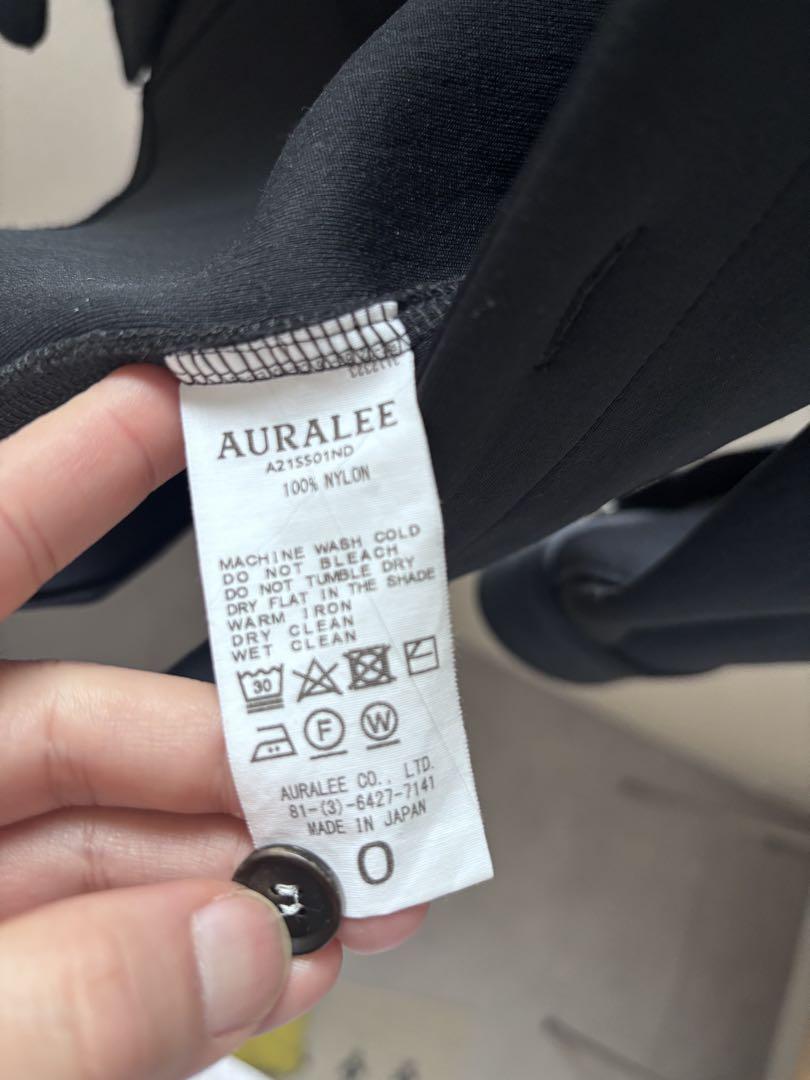 AURALEE
A21SS01ND
100% NYLON
MACHINE WASH COLD
DO NOT BLEACH
DO NOT TUMBLE DRY
DRY FLAT IN THE SHADE
WARM IRON
DRY CLEAN
WET CLEAN
30
F
W
AURALEE CO., LTD.
81-(3)-6427-7141
MADE IN JAPAN
0